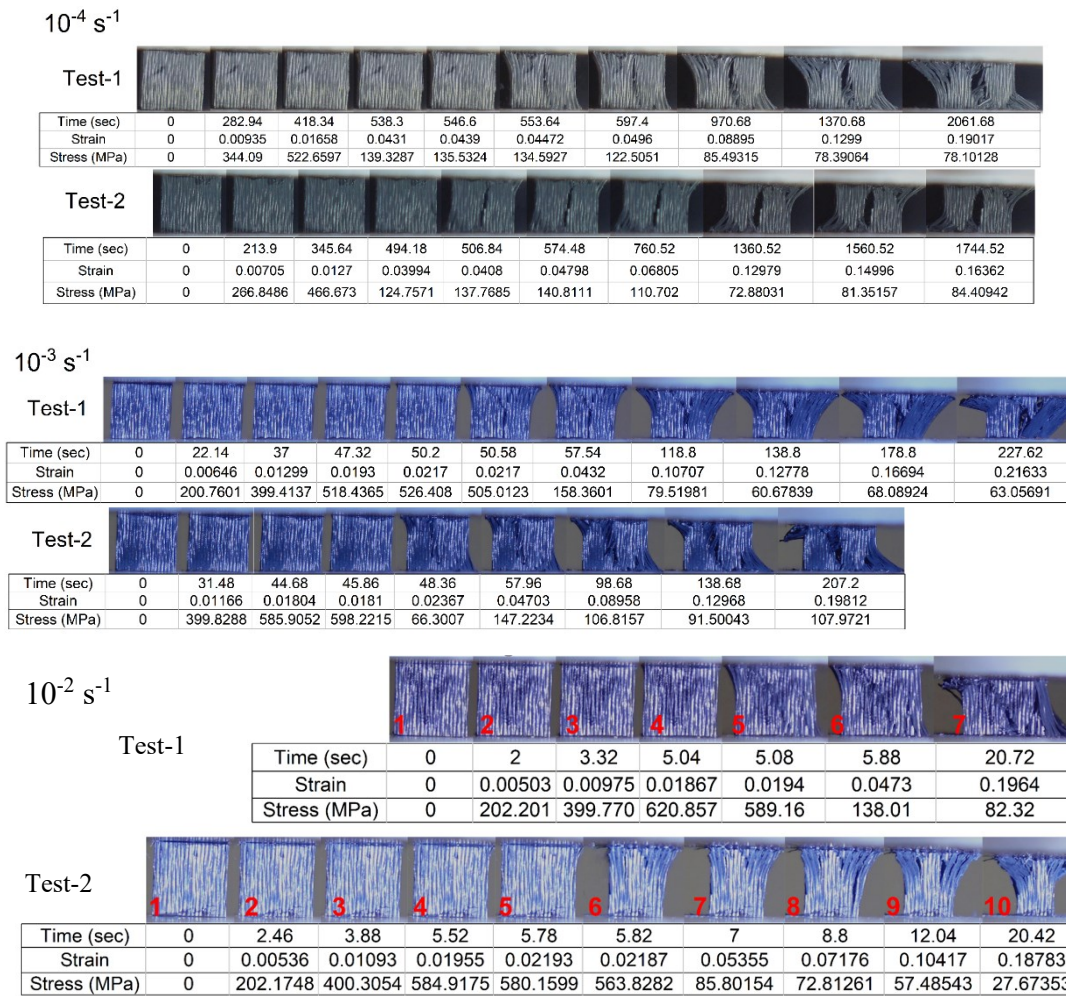 10-4 s-1
Test-1
Time (sec) 0 282.94 418.34 538.3 546.6 553.64 597.4 970.68 1370.68 2061.68
Strain 0 0.00935 0.01658 0.0431 0.0439 0.04472 0.0496 0.08895 0.1299 0.19017
Stress (MPa) 0 344.09 522.6597 139.3287 135.5324 134.5927 122.5051 85.49315 78.39064 78.10128
Test-2
Time (sec) 0 213.9 345.64 494.18 506.84 574.48 760.52 1360.52 1560.52 1744.52
Strain 0 0.00705 0.0127 0.03994 0.0408 0.04798 0.06805 0.12979 0.14996 0.16362
Stress (MPa) 0 266.8486 466.673 124.7571 137.7685 140.8111 110.702 72.88031 81.35157 84.40942
10-3 s-1
Test-1
Time (sec) 0 22.14 37 47.32 50.2 50.58 57.54 118.8 138.8 178.8 227.62
Strain 0 0.00646 0.01299 0.0193 0.0217 0.0217 0.0432 0.10707 0.12778 0.16694 0.21633
Stress (MPa) 0 200.7601 399.4137 518.4365 526.408 505.0123 158.3601 79.51981 60.67839 68.08924 63.05691
Test-2
Time (sec) 0 31.48 44.68 45.86 48.36 57.96 98.68 138.68 207.2
Strain 0 0.01166 0.01804 0.0181 0.02367 0.04703 0.08958 0.12968 0.19812
Stress (MPa) 0 399.8288 585.9052 598.2215 66.3007 147.2234 106.8157 91.50043 107.9721
10-2 s-1
1 2 3 4 5 6 7
Test-1
Time (sec) 0 2 3.32 5.04 5.08 5.88 20.72
Strain 0 0.00503 0.00975 0.01867 0.0194 0.0473 0.1964
Stress (MPa) 0 202.201 399.770 620.857 589.16 138.01 82.32
Test-2
1 2 3 4 5 6 7 8 9 10
Time (sec) 0 2.46 3.88 5.52 5.78 5.82 7 8.8 12.04 20.42
Strain 0 0.00536 0.01093 0.01955 0.02193 0.02187 0.05355 0.07176 0.10417 0.18783
Stress (MPa) 0 202.1748 400.3054 584.9175 580.1599 563.8282 85.80154 72.81261 57.48543 27.67353